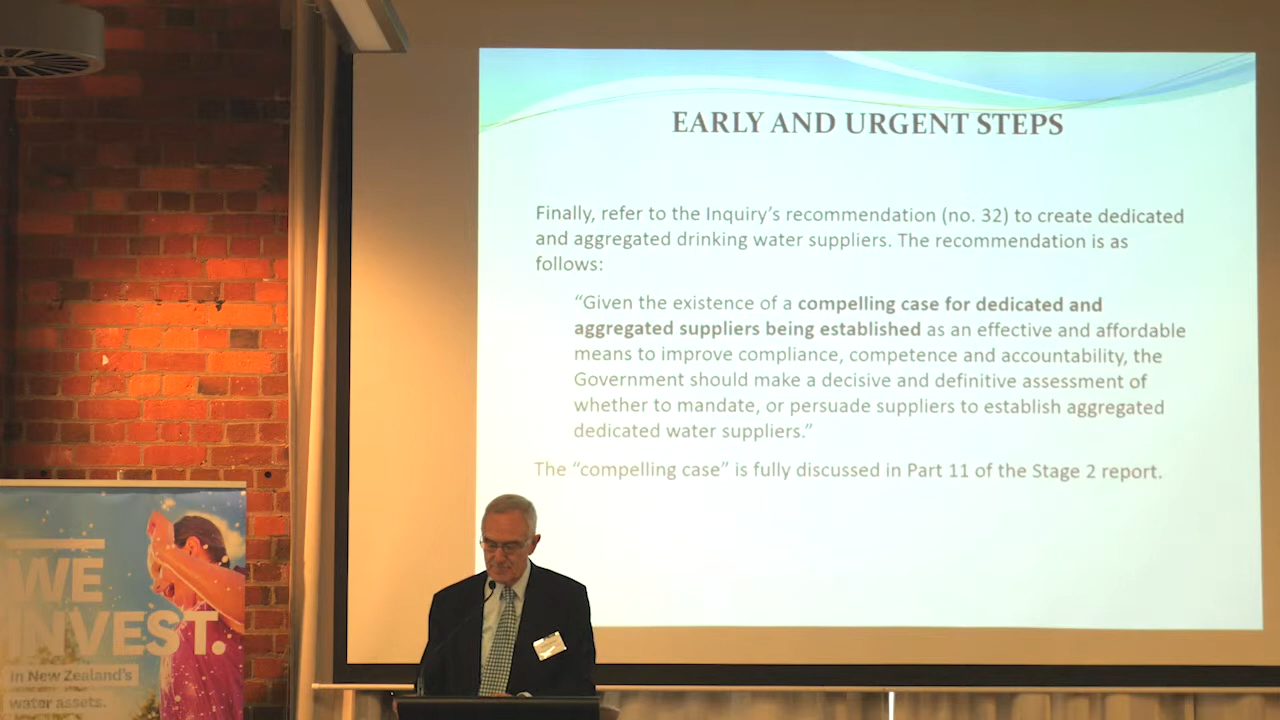 EARLY AND URGENT STEPS
Finally, refer to the Inquiry's recommendation (no. 32) to create dedicated
and aggregated drinking water suppliers. The recommendation is as
follows:
“Given the existence of a compelling case for dedicated and
aggregated suppliers being established as an effective and affordable
means to improve compliance, competence and accountability, the
Government should make a decisive and definitive assessment of
whether to mandate, or persuade suppliers to establish aggregated
dedicated water suppliers.”
The “compelling case” is fully discussed in Part 11 of the Stage 2 report.
WE
INVEST.
In New Zealand's
water assets.